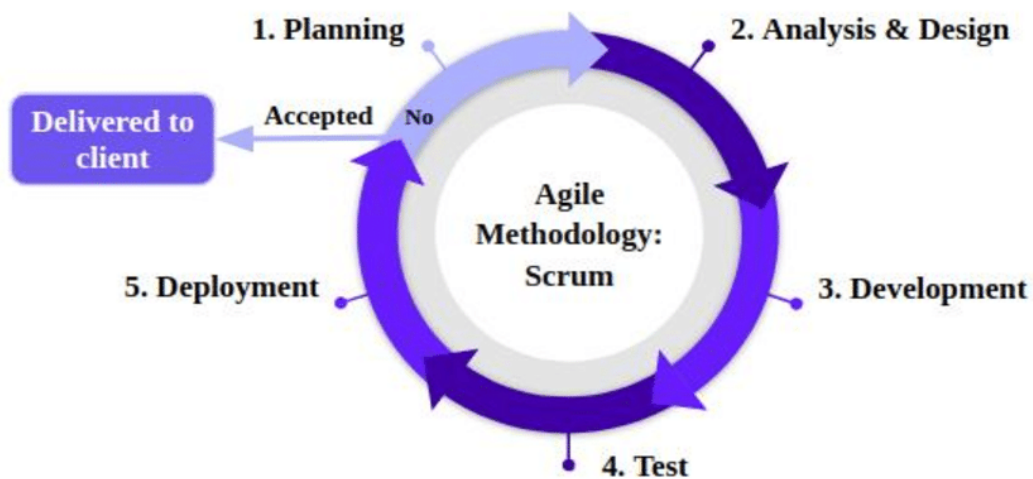 1. Planning
2. Analysis & Design
Delivered to
client
Accepted
No
Agile
Methodology:
Scrum
5. Deployment
3. Development
4. Test